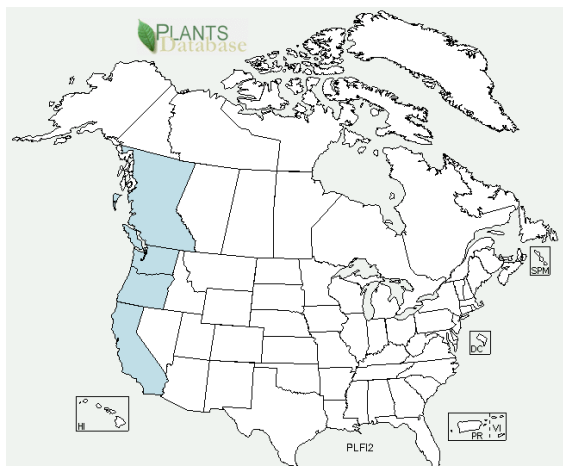 PLANTS
Database
SPM
DC
HI
PR
VI
PLFI2